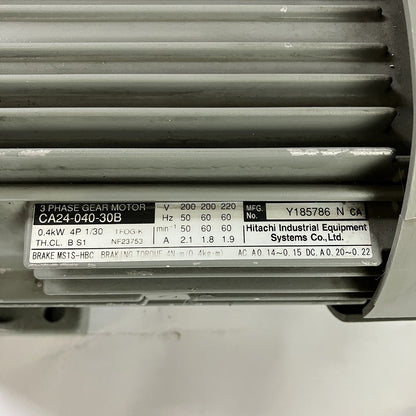 3 PHASE GEAR MOTOR
CA24-040-30B
0.4kW 4P 1/30 TFOG-K
TH.CL. B S1 NF23753
V 200 200 220
Hz 50 60 60
min⁻¹ 50 60 60
A 2.1 1.8 1.9
MFG. No. Y185786 N CA
Hitachi Industrial Equipment
Systems Co.,Ltd.
BRAKE MS1S-HBC BRAKING TORQUE 4N·m(0.4kg·m) AC A0.14~0.15 DC A0.20~0.22